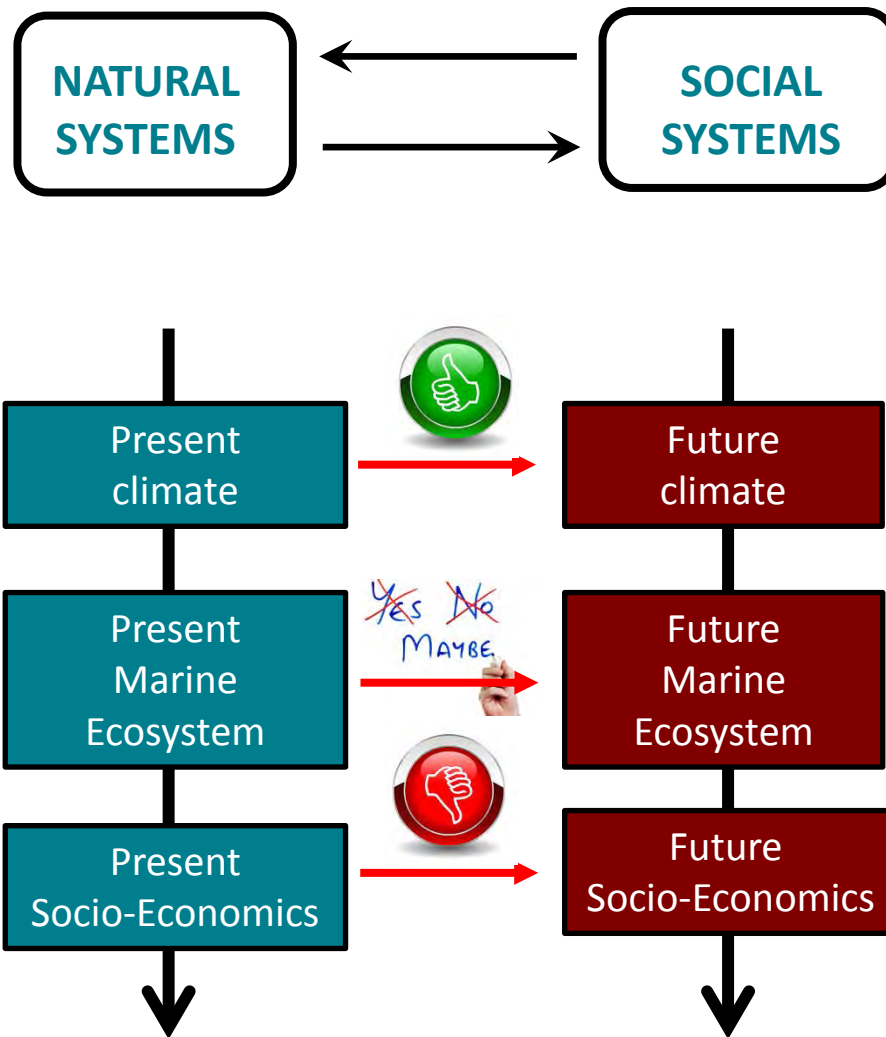 NATURAL
SYSTEMS
SOCIAL
SYSTEMS
Present
climate
Future
climate
Present
Marine
Ecosystem
Yes No
Maybe
Future
Marine
Ecosystem
Present
Socio-Economics
Future
Socio-Economics